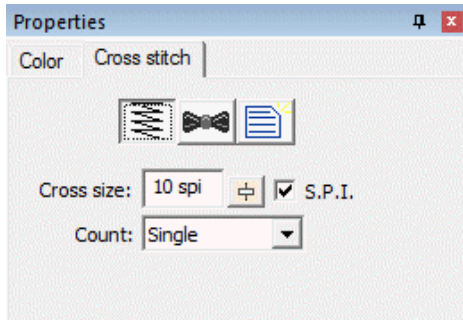 Properties
Color Cross stitch
Cross size: 10 spi S.P.I.
Count: Single